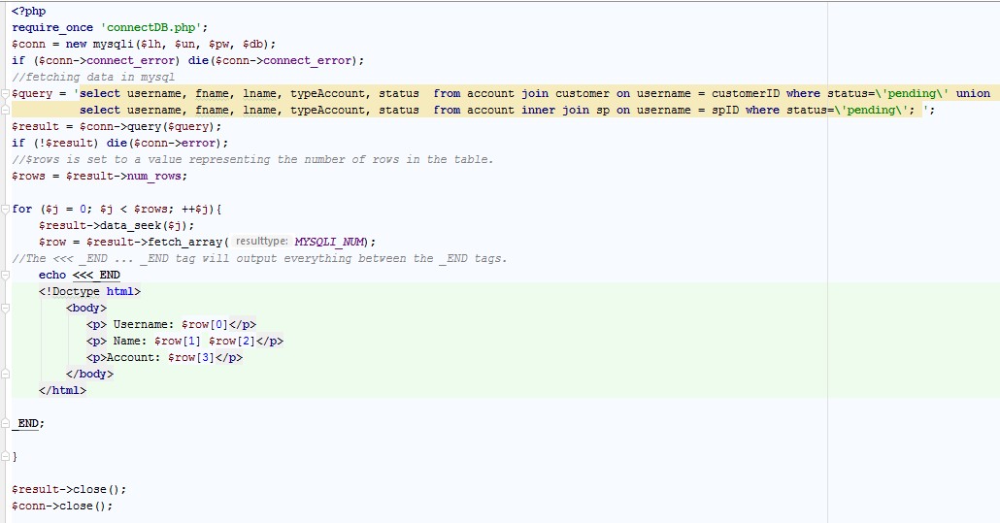 <?php
require_once 'connectDB.php';
$conn = new mysqli($lh, $un, $pw, $db);
if ($conn->connect_error) die($conn->connect_error);
//fetching data in mysql
$query = 'select username, fname, lname, typeAccount, status  from account join customer on username = customerID where status=\'pending\' union
          select username, fname, lname, typeAccount, status  from account inner join sp on username = spID where status=\'pending\'; ';
$result = $conn->query($query);
if (!$result) die($conn->error);
//$rows is set to a value representing the number of rows in the table.
$rows = $result->num_rows;

for ($j = 0; $j < $rows; ++$j){
    $result->data_seek($j);
    $row = $result->fetch_array( resulttype: MYSQLI_NUM);
//The <<< _END ... _END tag will output everything between the _END tags.
    echo <<<_END
    <!Doctype html>
        <body>
           <p> Username: $row[0]</p>
           <p> Name: $row[1] $row[2]</p>
           <p>Account: $row[3]</p>
        </body>
    </html>

_END;

}

$result->close();
$conn->close();